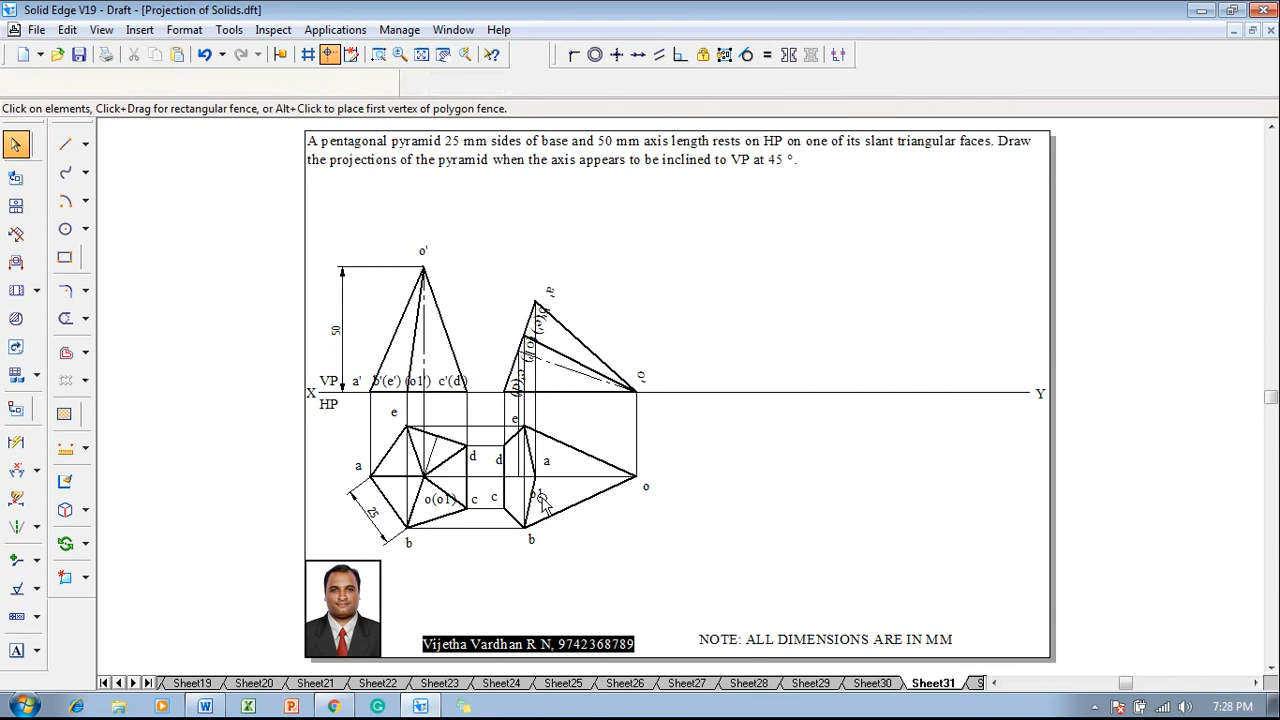 Solid Edge V19 - Draft - [Projection of Solids.dft]
File Edit View Insert Format Tools Inspect Applications Manage Window Help
Click on elements, Click+Drag for rectangular fence, or Alt+Click to place first vertex of polygon fence.
A pentagonal pyramid 25 mm sides of base and 50 mm axis length rests on HP on one of its slant triangular faces. Draw
the projections of the pyramid when the axis appears to be inclined to VP at 45 °.
o'
a'
b'(e')
(o1')
c'(d')
o'
50
VP a' b'(e') (o1') c'(d')
X
Y
HP
e
e
a
d
d
a
o(o1)
c
c
o
25
b
b
Vijetha Vardhan R N, 9742368789
NOTE: ALL DIMENSIONS ARE IN MM
Sheet19 Sheet20 Sheet21 Sheet22 Sheet23 Sheet24 Sheet25 Sheet26 Sheet27 Sheet28 Sheet29 Sheet30 Sheet31 S
7:28 PM